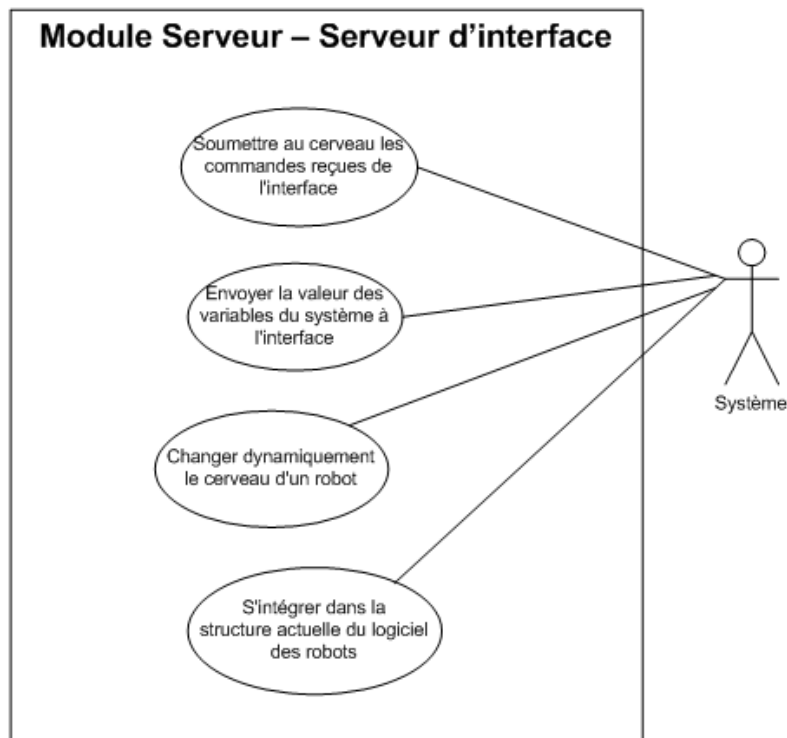 Module Serveur – Serveur d’interface
Soumettre au cerveau les
commandes reçues de
l'interface
Envoyer la valeur des
variables du système à
l'interface
Système
Changer dynamiquement
le cerveau d'un robot
S'intégrer dans la
structure actuelle du logiciel
des robots